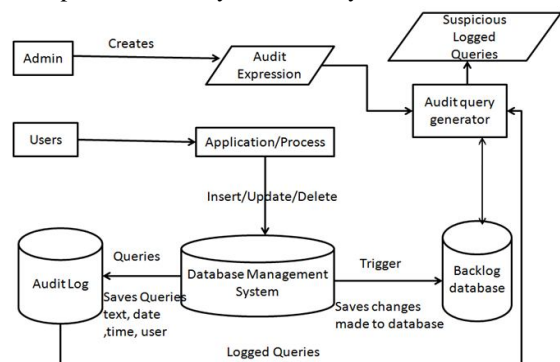 Suspicious
Logged
Queries
Creates
Admin
Audit
Expression
Audit query
generator
Users
Application/Process
Insert/Update/Delete
Queries
Trigger
Audit Log
Database Management
System
Backlog
database
Saves Queries
text, date
,time, user
Saves changes
made to database
Logged Queries